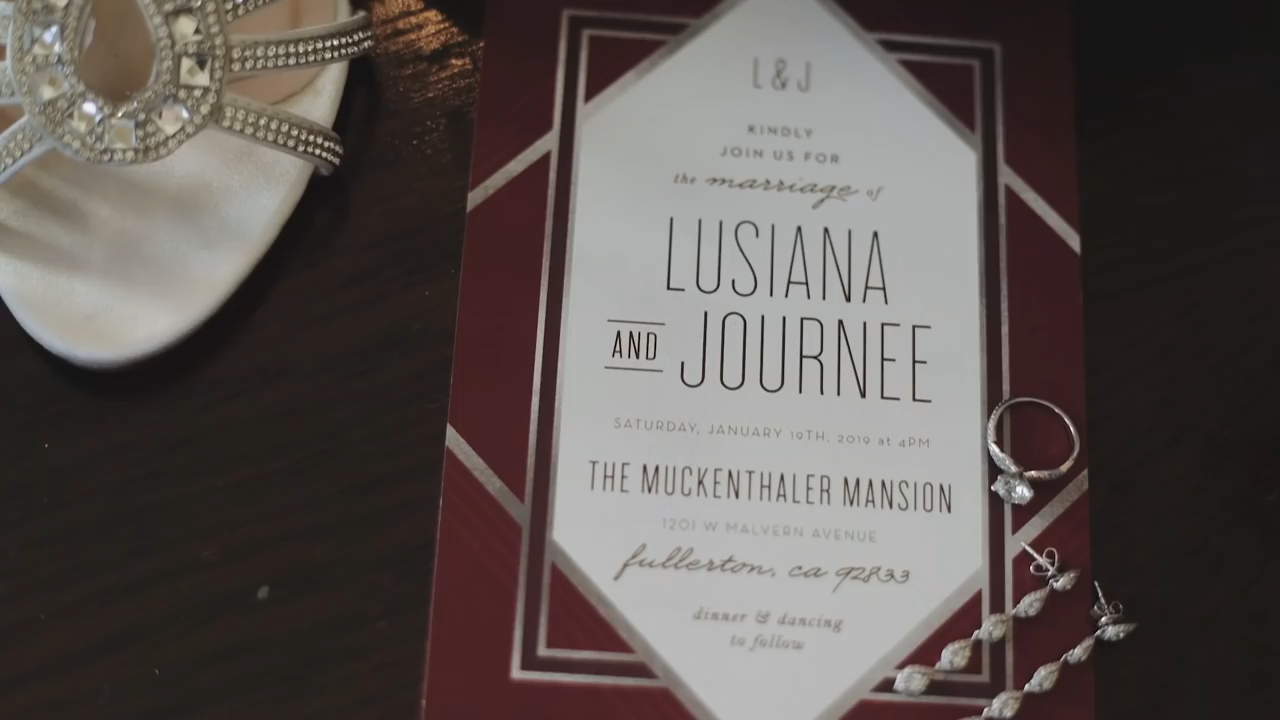 L & J
KINDLY
JOIN US FOR
the marriage of
LUSIANA
AND JOURNEE
SATURDAY, JANUARY 19TH, 2019 at 4PM
THE MUCKENTHALER MANSION
1201 W MALVERN AVENUE
fullerton, ca 92833
dinner & dancing
to follow